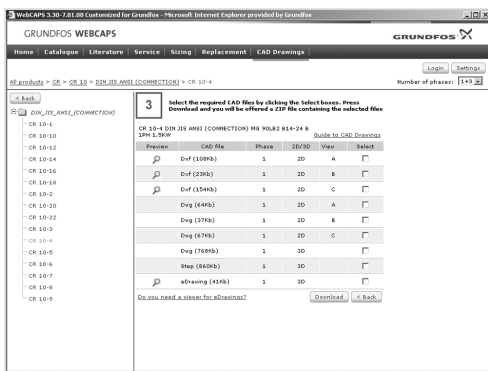 WebCAPS 3.30-7.81.08 Customized for Grundfos - Microsoft Internet Explorer provided by Grundfos
GRUNDFOS WEBCAPS
GRUNDFOS
Home Catalogue Literature Service Sizing Replacement CAD Drawings
Login Settings
All products > CR > CR 10 > DIN JIS ANSI (CONNECTION) > CR 10-4
Number of phases: 1+3
< Back
DIN_JIS_ANSI_(CONNECTION)
CR 10-1
CR 10-10
CR 10-12
CR 10-14
CR 10-16
CR 10-18
CR 10-2
CR 10-20
CR 10-22
CR 10-3
CR 10-4
CR 10-5
CR 10-6
CR 10-7
CR 10-8
CR 10-9
3
Select the required CAD files by clicking the Select boxes. Press
Download and you will be offered a ZIP file containing the selected files
CR 10-4 DIN JIS ANSI (CONNECTION) MG 90LB2 B14-24 B
1PH 1.5KW
Guide to CAD Drawings
Preview CAD file Phase 2D/3D View Select
Dxf (108Kb) 1 2D A
Dxf (23Kb) 1 2D B
Dxf (154Kb) 1 2D C
Dwg (64Kb) 1 2D A
Dwg (37Kb) 1 2D B
Dwg (67Kb) 1 2D C
Dwg (768Kb) 1 3D
Step (860Kb) 1 3D
eDrawing (41Kb) 1 3D
Do you need a viewer for eDrawings?
Download < Back